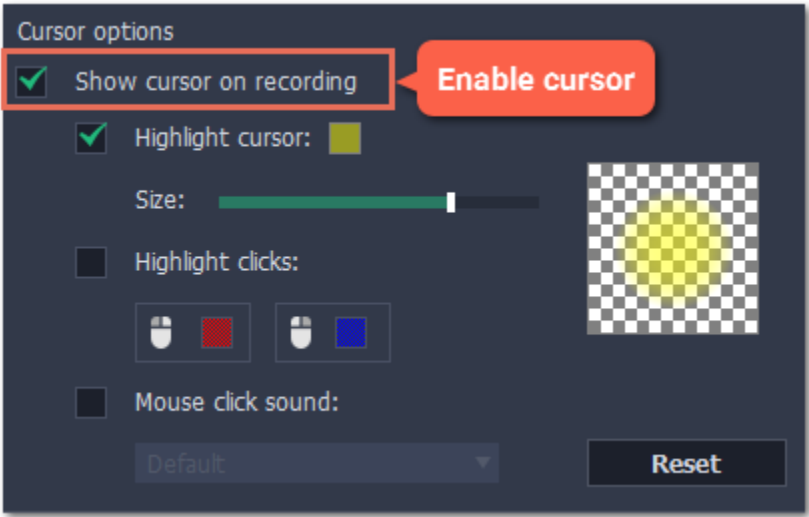 Cursor options
Show cursor on recording
Enable cursor
Highlight cursor:
Size:
Highlight clicks:
Mouse click sound:
Default
Reset